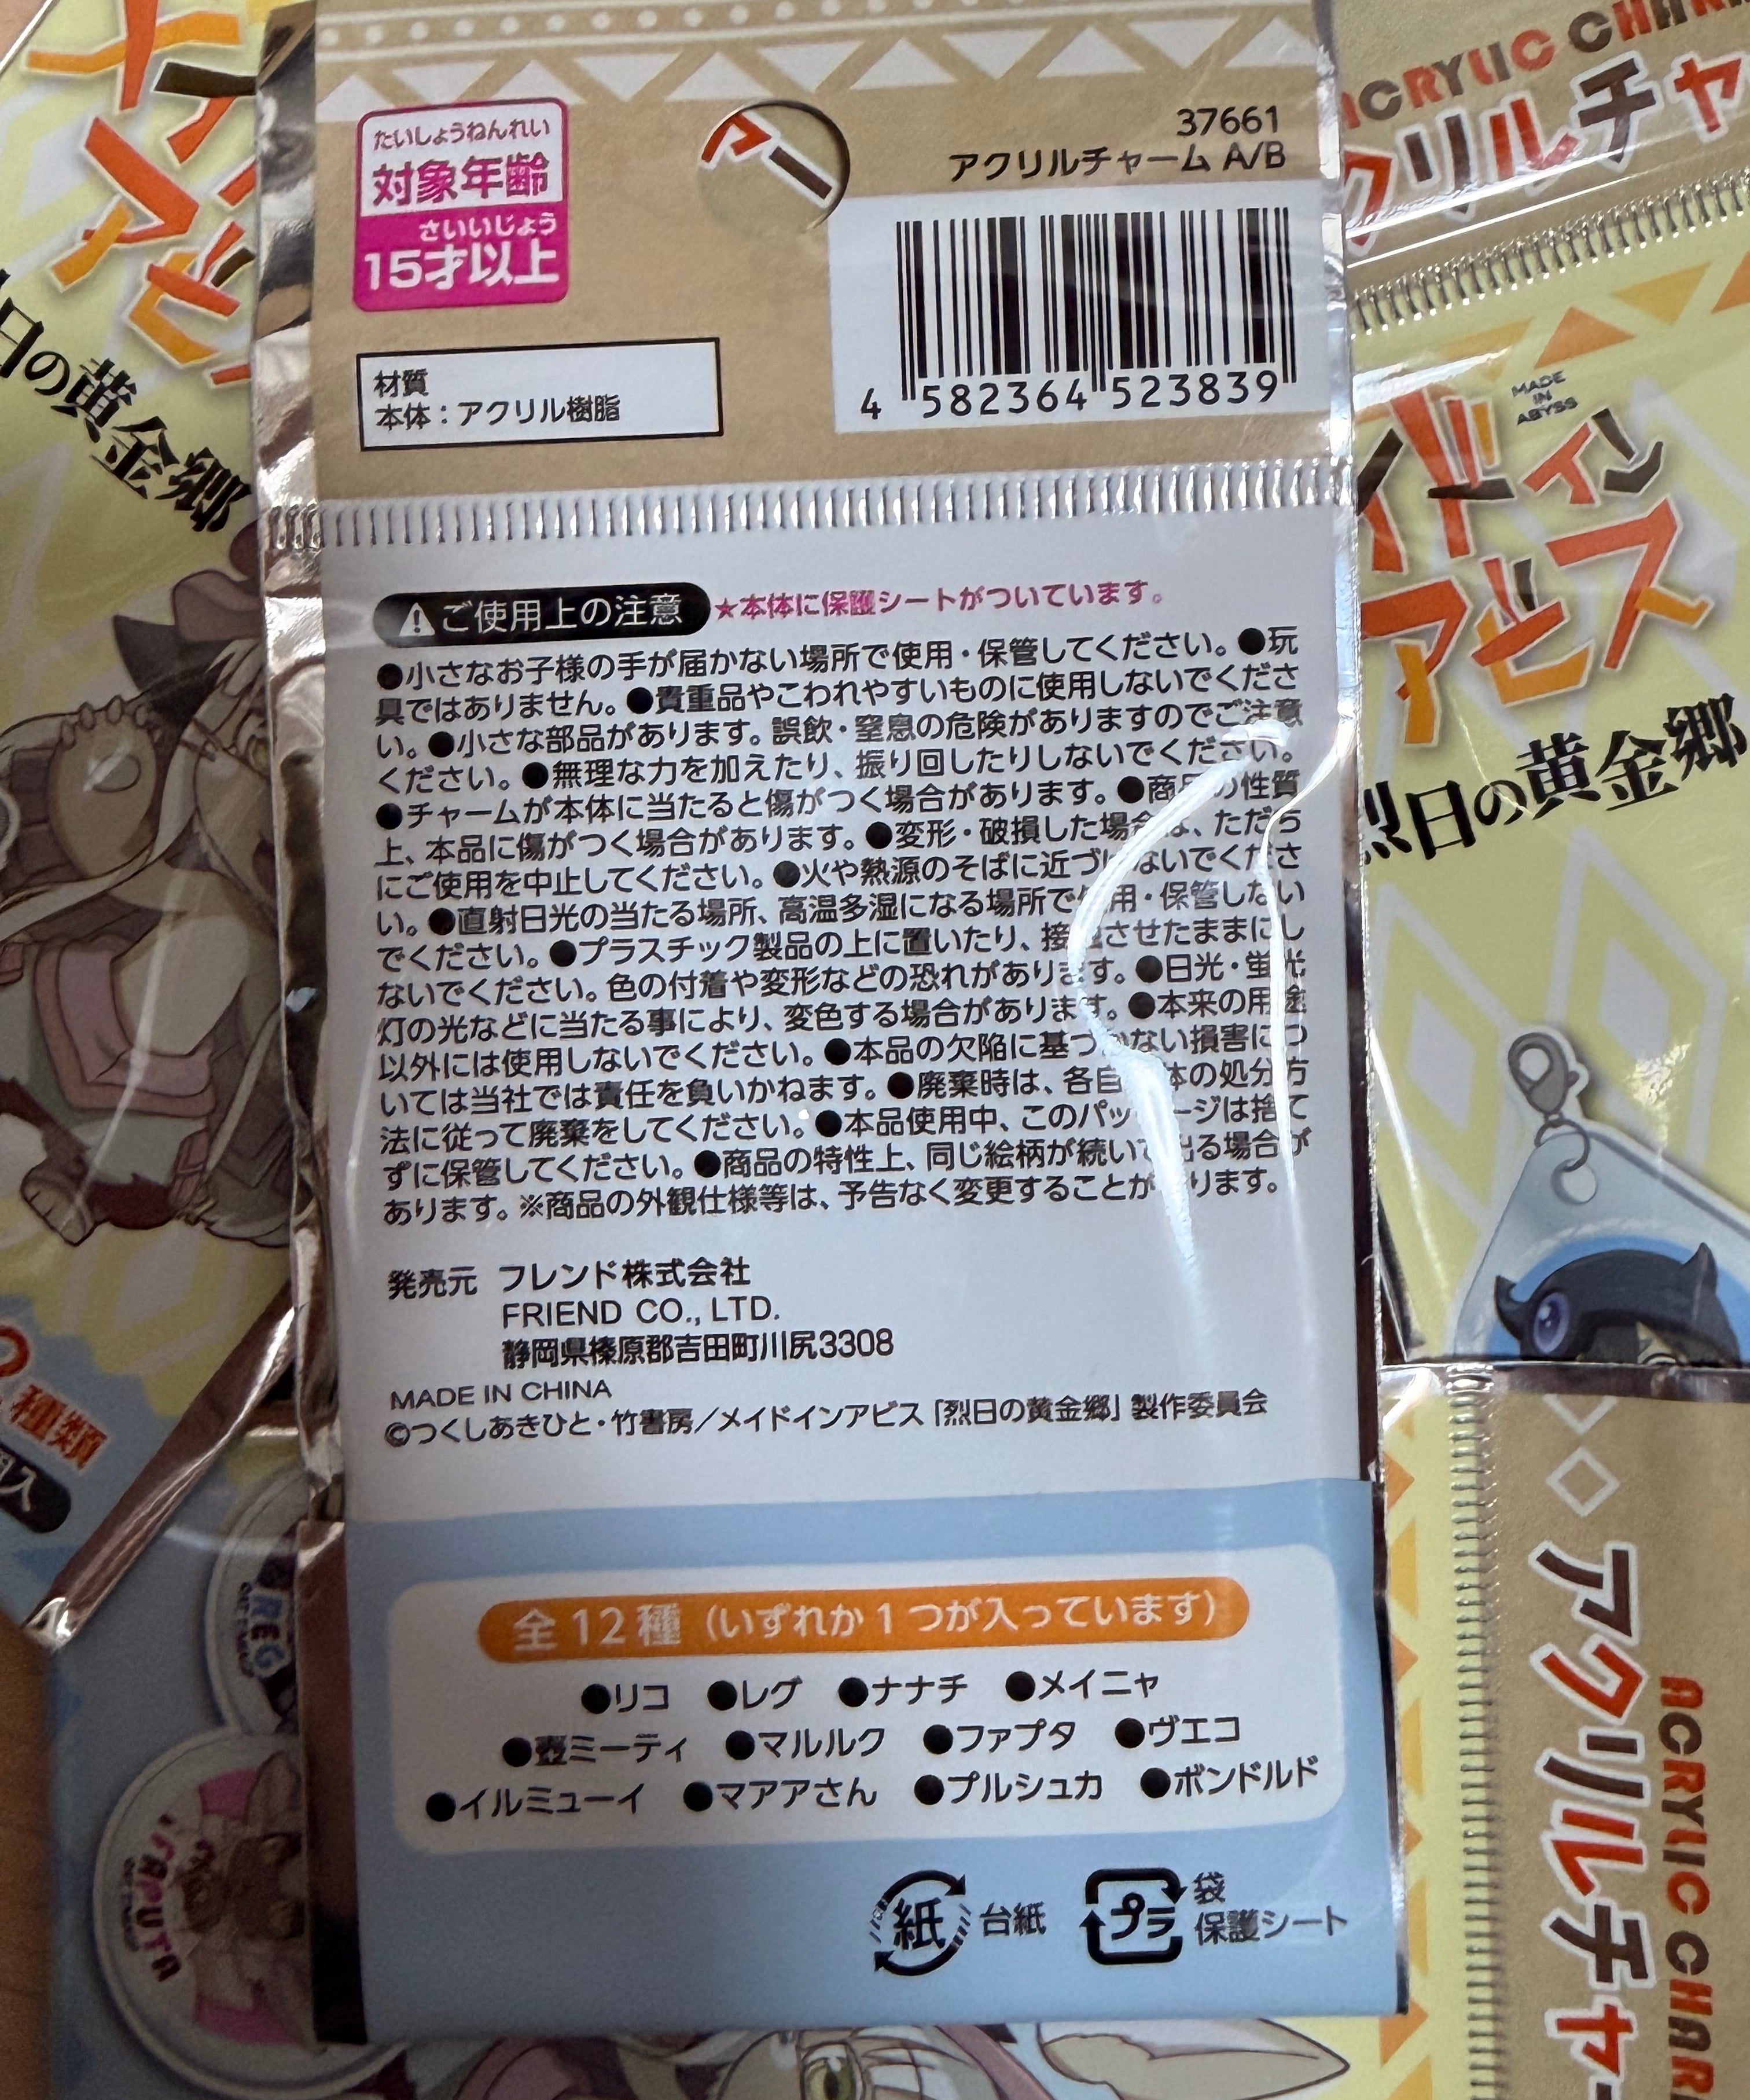 たいしょうねんれい
対象年齢
さいいじょう
15才以上
37661
アクリルチャーム A/B
4 582364 523839
材質
本体：アクリル樹脂
ご使用上の注意 ★本体に保護シートがついています。
●小さなお子様の手が届かない場所で使用・保管してください。●玩
具ではありません。●貴重品やこわれやすいものに使用しないでくださ
い。●小さな部品があります。誤飲・窒息の危険がありますのでご注意
ください。●無理な力を加えたり、振り回したりしないでください。
●チャームが本体に当たると傷がつく場合があります。●商品の性質
上、本品に傷がつく場合があります。●変形・破損した場合は、ただち
にご使用を中止してください。●火や熱源のそばに近づけないでくださ
い。●直射日光の当たる場所、高温多湿になる場所で使用・保管しない
でください。●プラスチック製品の上に置いたり、接触させたままにし
ないでください。色の付着や変形などの恐れがあります。●日光・蛍光
灯の光などに当たる事により、変色する場合があります。●本来の用途
以外には使用しないでください。●本品の欠陥に基づかない損害につ
いては当社では責任を負いかねます。●廃棄時は、各自治体の処分方
法に従って廃棄をしてください。●本品使用中、このパッケージは捨て
ずに保管してください。●商品の特性上、同じ絵柄が続いて出る場合が
あります。※商品の外観仕様等は、予告なく変更することがあります。
発売元 フレンド株式会社
FRIEND CO., LTD.
静岡県榛原郡吉田町川尻3308
MADE IN CHINA
©つくしあきひと・竹書房／メイドインアビス「烈日の黄金郷」製作委員会
全12種（いずれか1つが入っています）
●リコ ●レグ ●ナナチ ●メイニャ
●壺ミーティ ●マルルク ●ファプタ ●ヴエコ
●イルミューイ ●マアアさん ●プルシュカ ●ボンドルド
紙 台紙
プラ 袋
保護シート
日の黄金郷
種類
入
REG
FAPUTA
ACRYLIC CHAR
クリルチャ
MADE
IN
ABYSS
イン
アビス
烈日の黄金郷
アクリルチャ
ACRYLIC CHAR